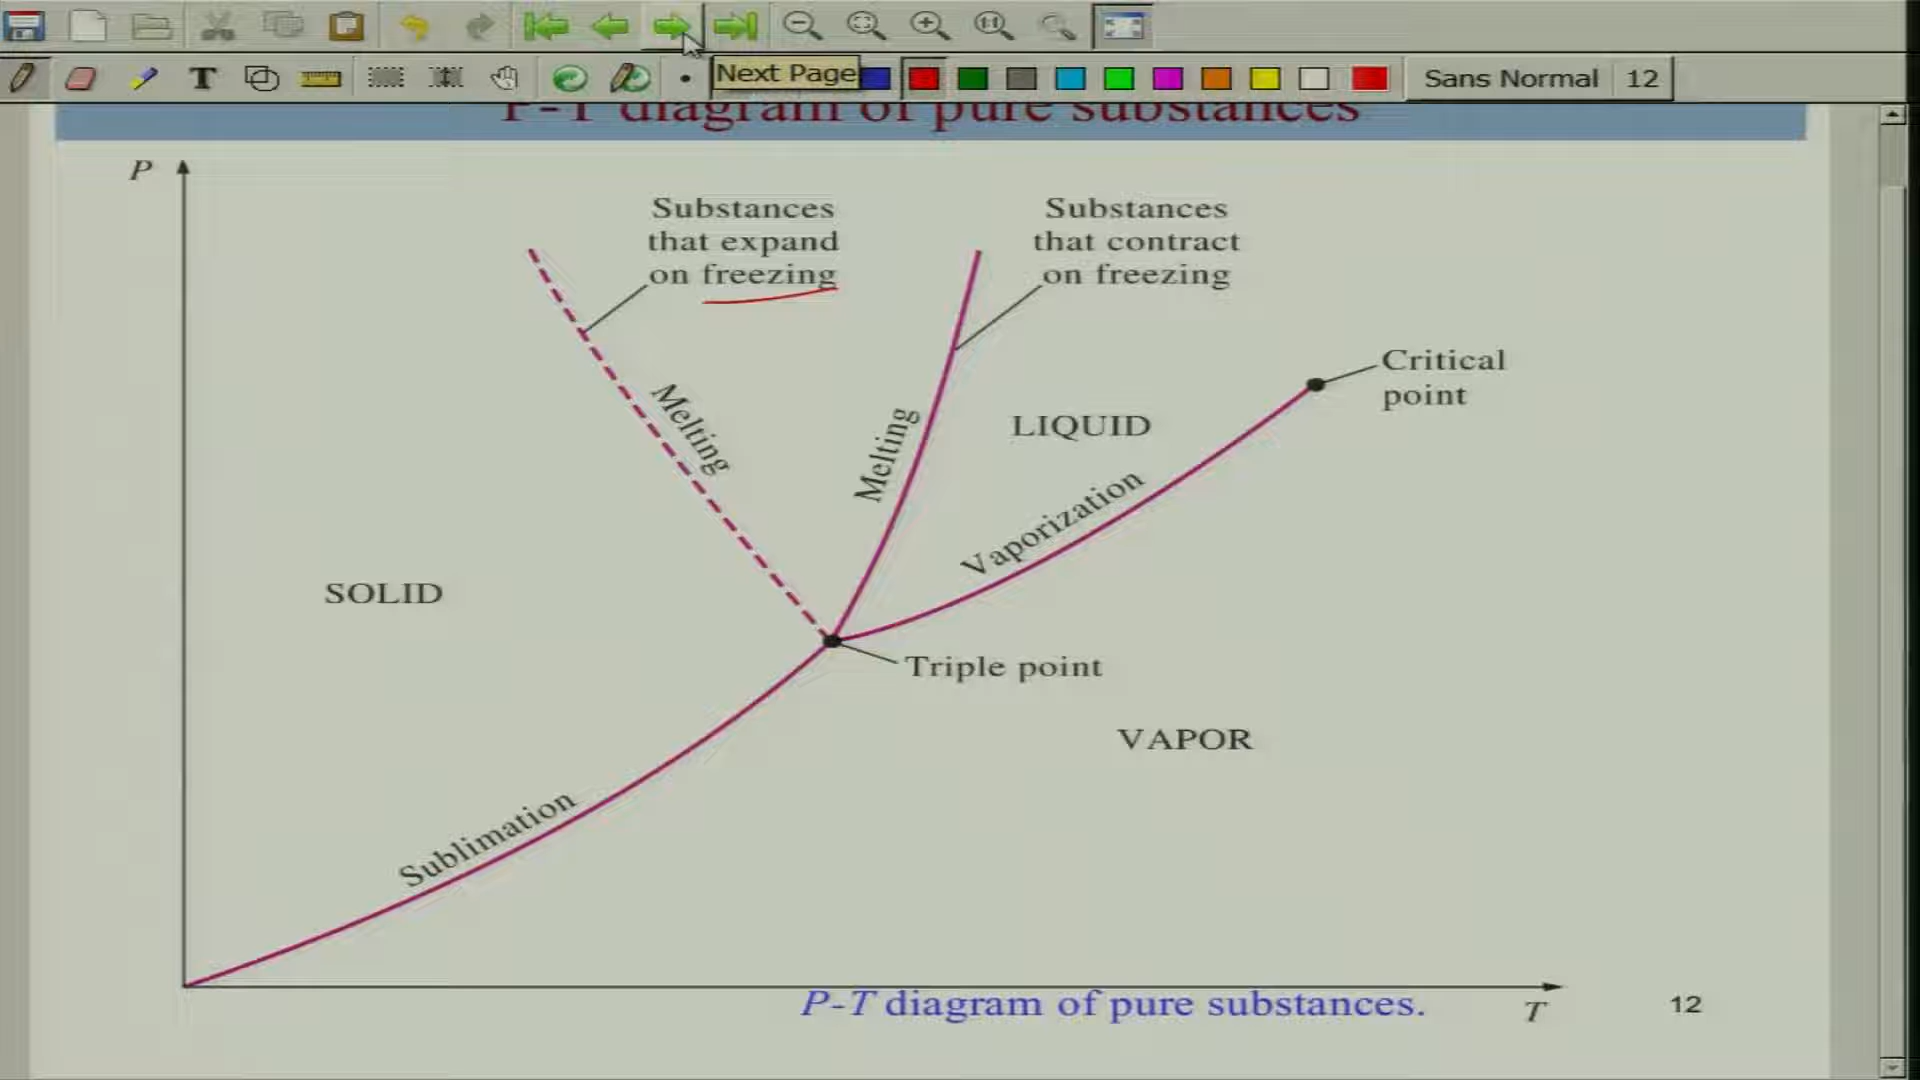 Next Page
T
Sans Normal
12
P-T diagram of pure substances
P
Substances
that expand
on freezing
Substances
that contract
on freezing
Critical
point
Melting
Melting
LIQUID
Vaporization
SOLID
Triple point
VAPOR
Sublimation
P-T diagram of pure substances.
T
12